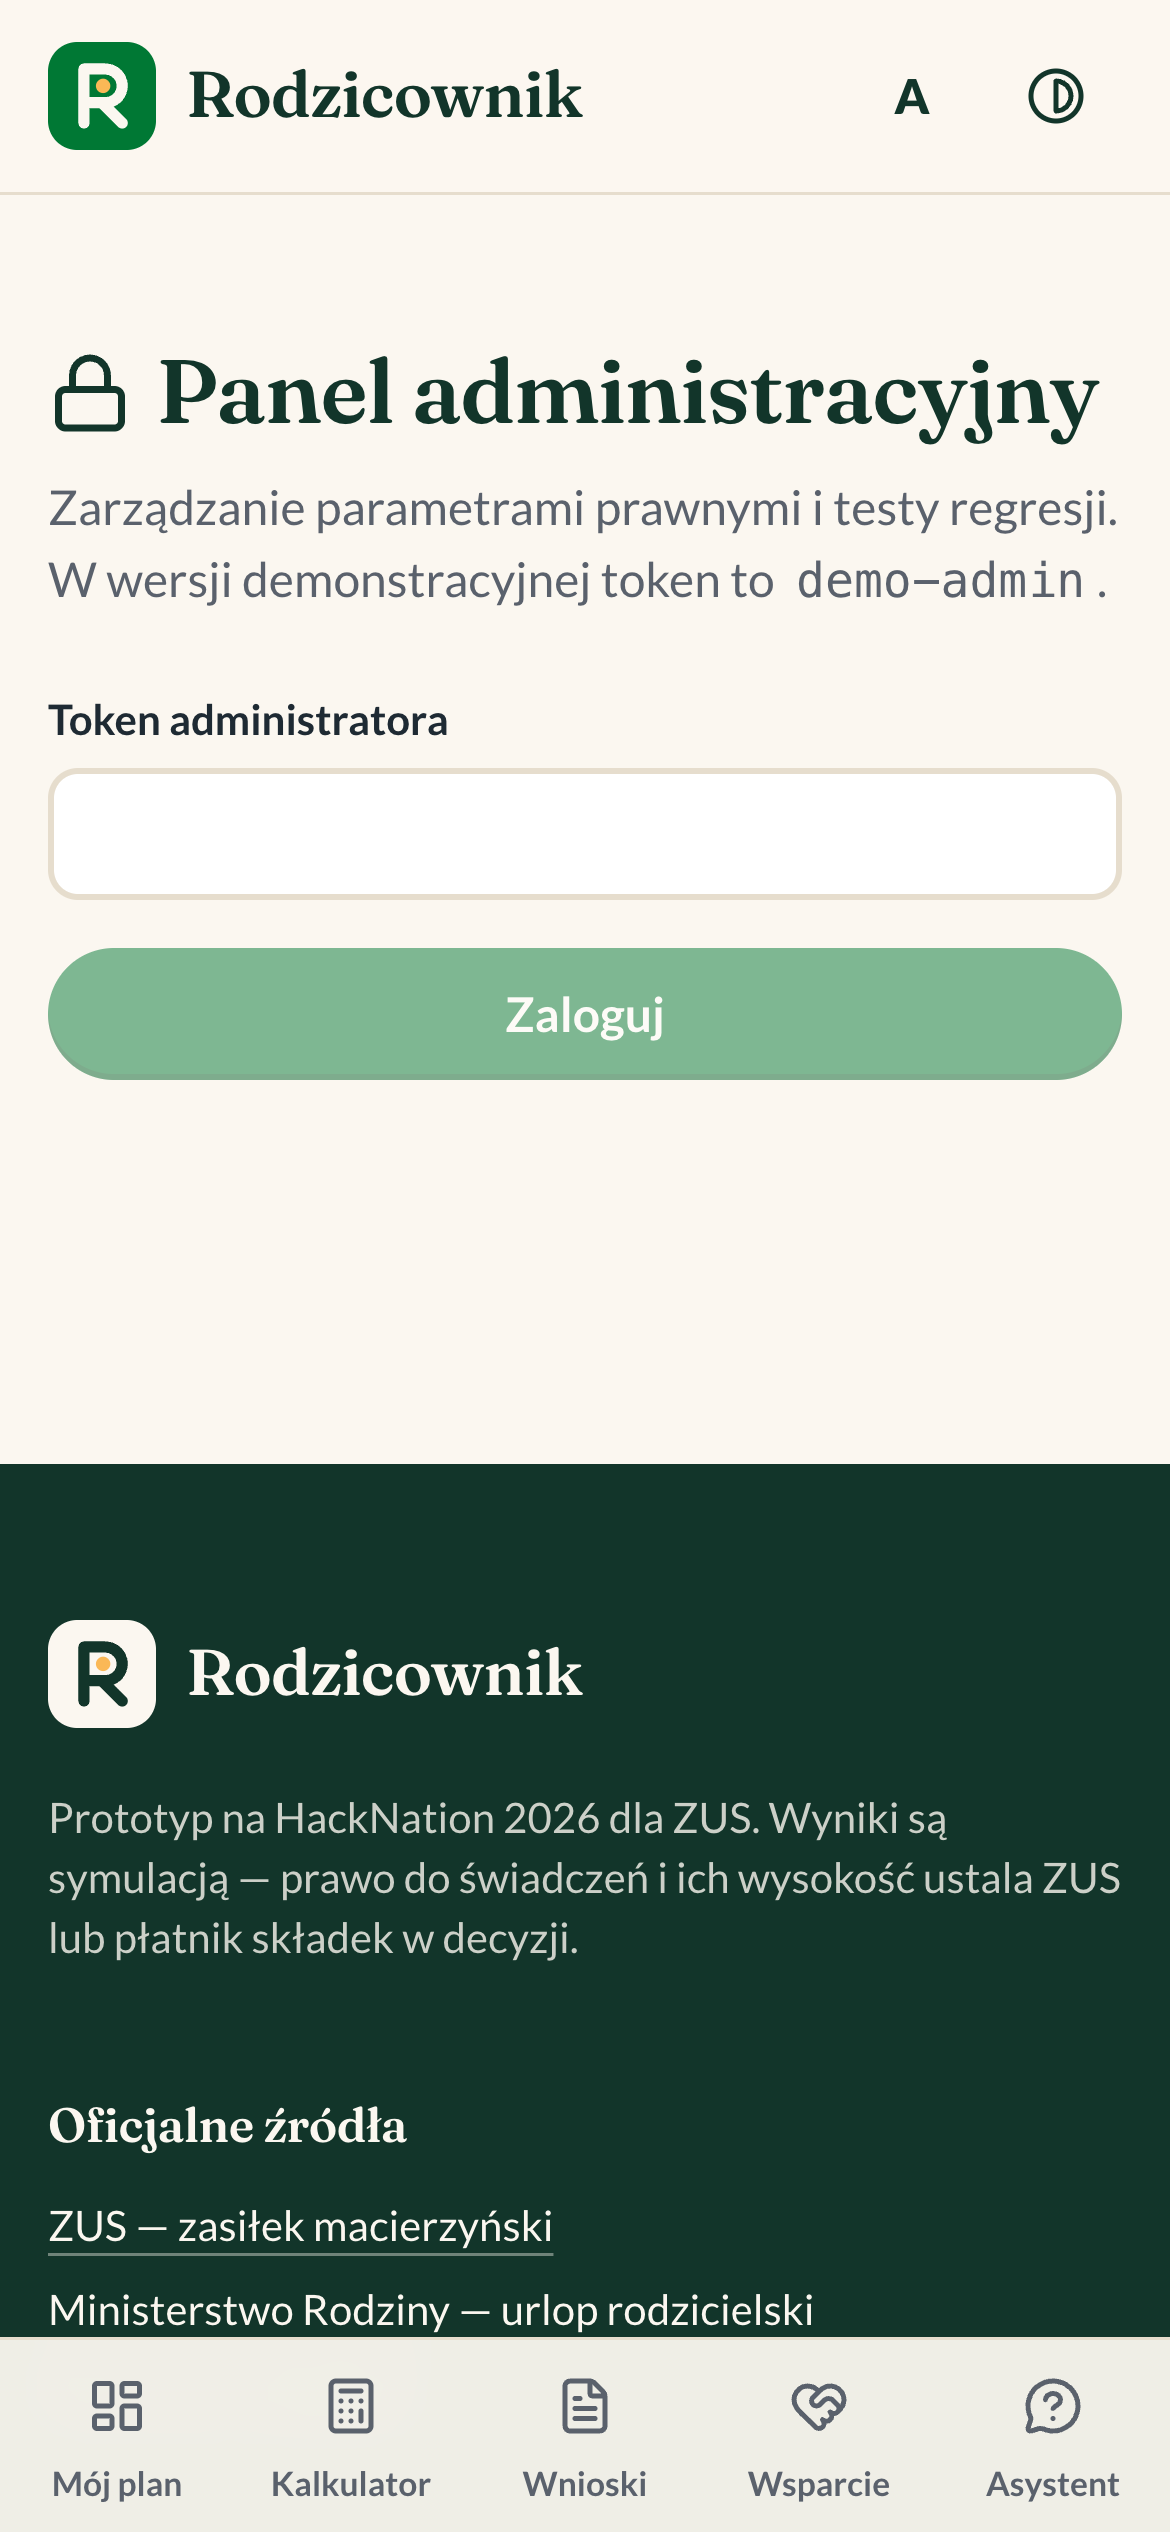 R Rodzicownik A
Panel administracyjny
Zarządzanie parametrami prawnymi i testy regresji.
W wersji demonstracyjnej token to demo-admin.
Token administratora
Zaloguj
R Rodzicownik
Prototyp na HackNation 2026 dla ZUS. Wyniki są
symulacją — prawo do świadczeń i ich wysokość ustala ZUS
lub płatnik składek w decyzji.
Oficjalne źródła
ZUS — zasiłek macierzyński
Ministerstwo Rodziny — urlop rodzicielski
Mój plan Kalkulator Wnioski Wsparcie Asystent